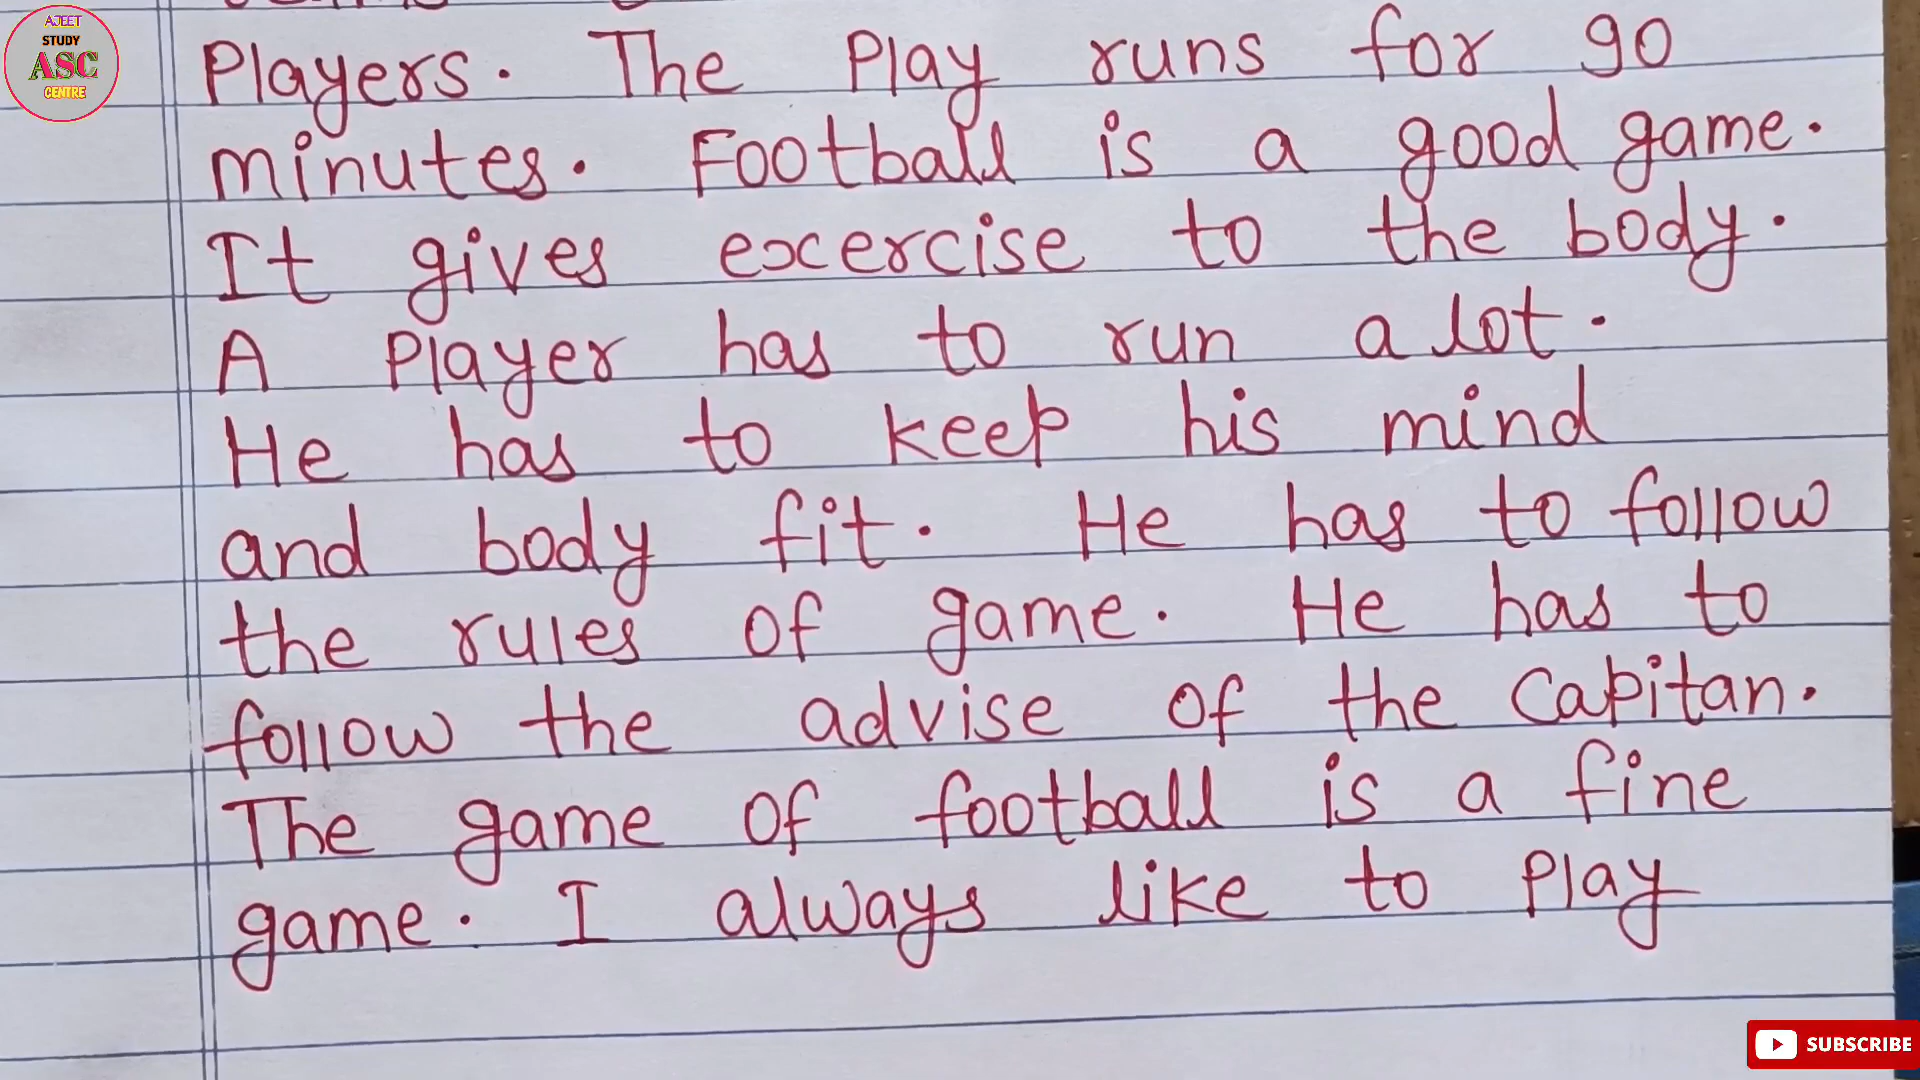 AJEET
STUDY
ASC
CENTRE
Players. The Play runs for 90
minutes. Football is a good game.
It gives excercise to the body.
A Player has to run a lot.
He has to keep his mind
and body fit. He has to follow
the rules of game. He has to
follow the advise of the Capitan.
The game of football is a fine
game. I always like to Play
SUBSCRIBE